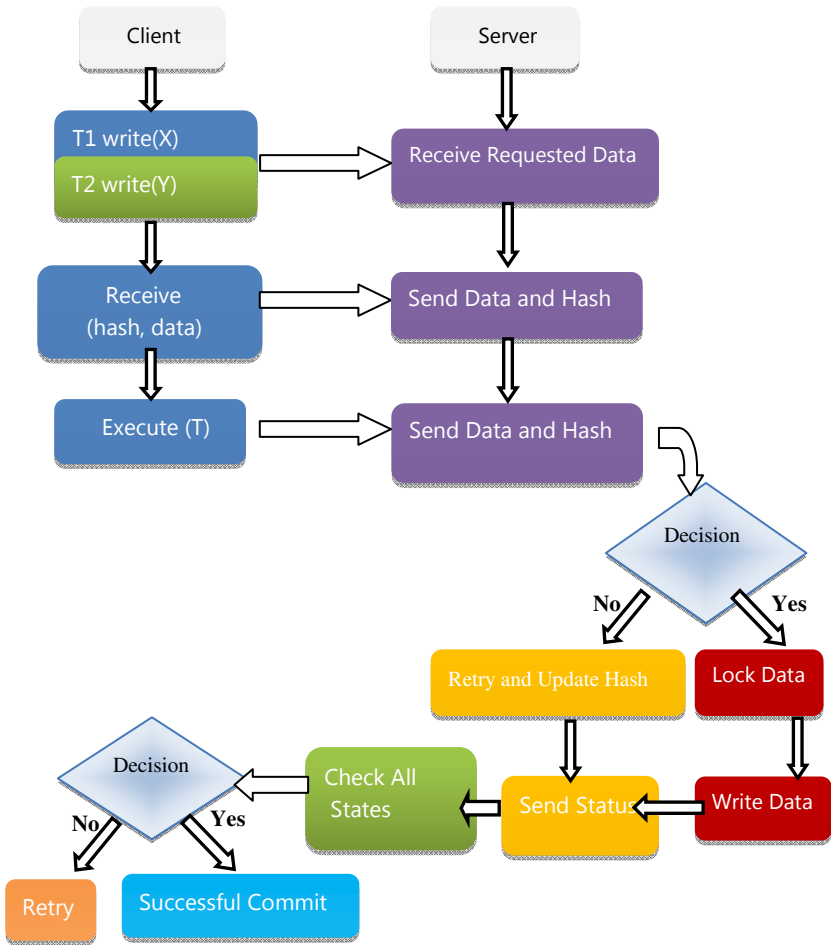 Client
Server
T1 write(X)
T2 write(Y)
Receive Requested Data
Receive
(hash, data)
Send Data and Hash
Execute (T)
Send Data and Hash
Decision
No
Yes
Retry and Update Hash
Lock Data
Decision
Check All
States
Send Status
Write Data
No
Yes
Retry
Successful Commit